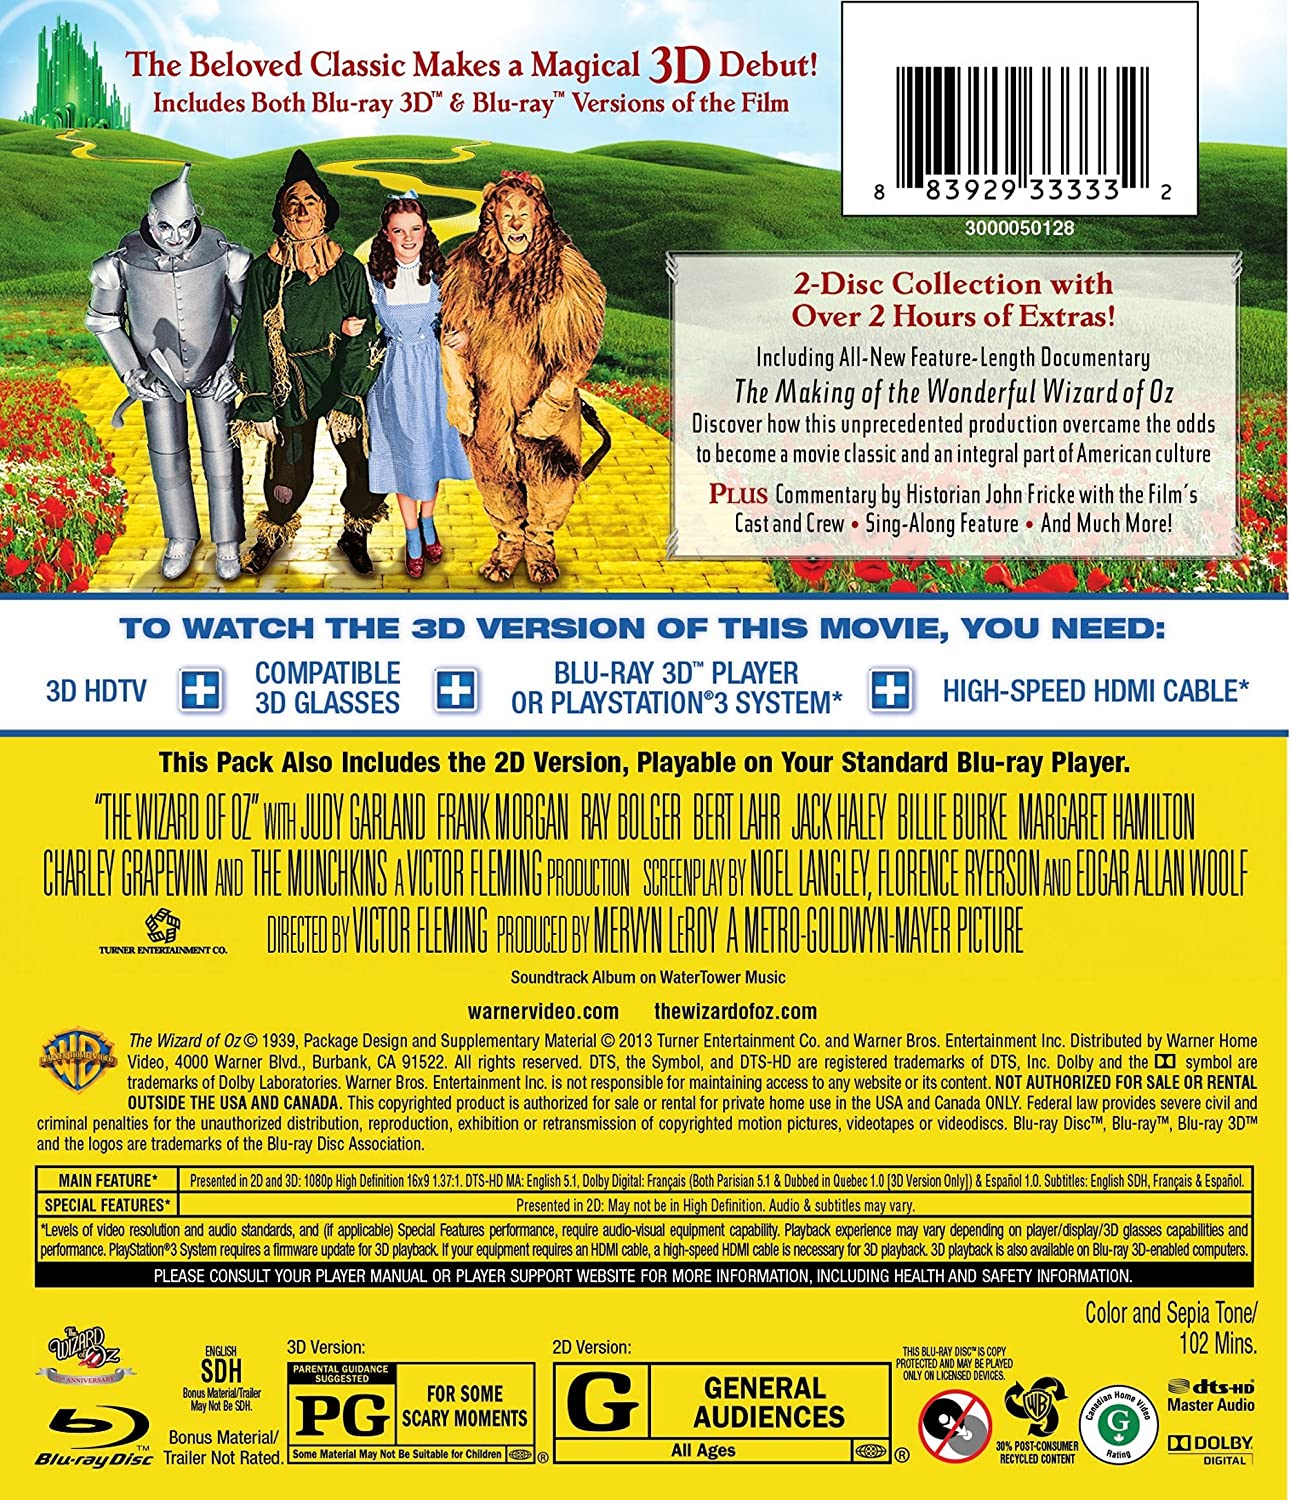 The Beloved Classic Makes a Magical 3D Debut!
Includes Both Blu-ray 3D™ & Blu-ray™ Versions of the Film
8 83929 33333 2
3000050128
2-Disc Collection with
Over 2 Hours of Extras!
Including All-New Feature-Length Documentary
The Making of the Wonderful Wizard of Oz
Discover how this unprecedented production overcame the odds
to become a movie classic and an integral part of American culture
PLUS Commentary by Historian John Fricke with the Film's
Cast and Crew • Sing-Along Feature • And Much More!
TO WATCH THE 3D VERSION OF THIS MOVIE, YOU NEED:
3D HDTV
COMPATIBLE
3D GLASSES
BLU-RAY 3D™ PLAYER
OR PLAYSTATION®3 SYSTEM*
HIGH-SPEED HDMI CABLE*
This Pack Also Includes the 2D Version, Playable on Your Standard Blu-ray Player.
"THE WIZARD OF OZ" WITH JUDY GARLAND FRANK MORGAN RAY BOLGER BERT LAHR JACK HALEY BILLIE BURKE MARGARET HAMILTON
CHARLEY GRAPEWIN AND THE MUNCHKINS A VICTOR FLEMING PRODUCTION SCREENPLAY BY NOEL LANGLEY, FLORENCE RYERSON AND EDGAR ALLAN WOOLF
DIRECTED BY VICTOR FLEMING PRODUCED BY MERVYN LEROY A METRO-GOLDWYN-MAYER PICTURE
TURNER ENTERTAINMENT CO.
Soundtrack Album on WaterTower Music
warnervideo.com thewizardofoz.com
WARNER HOME VIDEO
The Wizard of Oz © 1939, Package Design and Supplementary Material © 2013 Turner Entertainment Co. and Warner Bros. Entertainment Inc. Distributed by Warner Home
Video, 4000 Warner Blvd., Burbank, CA 91522. All rights reserved. DTS, the Symbol, and DTS-HD are registered trademarks of DTS, Inc. Dolby and the symbol are
trademarks of Dolby Laboratories. Warner Bros. Entertainment Inc. is not responsible for maintaining access to any website or its content. NOT AUTHORIZED FOR SALE OR RENTAL
OUTSIDE THE USA AND CANADA. This copyrighted product is authorized for sale or rental for private home use in the USA and Canada ONLY. Federal law provides severe civil and
criminal penalties for the unauthorized distribution, reproduction, exhibition or retransmission of copyrighted motion pictures, videotapes or videodiscs. Blu-ray Disc™, Blu-ray™, Blu-ray 3D™
and the logos are trademarks of the Blu-ray Disc Association.
MAIN FEATURE* Presented in 2D and 3D: 1080p High Definition 16x9 1.37:1. DTS-HD MA: English 5.1, Dolby Digital: Français (Both Parisian 5.1 & Dubbed in Quebec 1.0 [3D Version Only]) & Español 1.0. Subtitles: English SDH, Français & Español.
SPECIAL FEATURES* Presented in 2D: May not be in High Definition. Audio & subtitles may vary.
*Levels of video resolution and audio standards, and (if applicable) Special Features performance, require audio-visual equipment capability. Playback experience may vary depending on player/display/3D glasses capabilities and
performance. PlayStation®3 System requires a firmware update for 3D playback. If your equipment requires an HDMI cable, a high-speed HDMI cable is necessary for 3D playback. 3D playback is also available on Blu-ray 3D-enabled computers.
PLEASE CONSULT YOUR PLAYER MANUAL OR PLAYER SUPPORT WEBSITE FOR MORE INFORMATION, INCLUDING HEALTH AND SAFETY INFORMATION.
Color and Sepia Tone/
102 Mins.
The
WIZARD
of OZ
ANNIVERSARY
Blu-ray Disc™
ENGLISH
SDH
Bonus Material/Trailer
May Not Be SDH.
Bonus Material/
Trailer Not Rated.
3D Version:
PARENTAL GUIDANCE
SUGGESTED
PG
FOR SOME
SCARY MOMENTS
Some Material May Not Be Suitable for Children
®
2D Version:
G
GENERAL
AUDIENCES
All Ages
®
THIS BLU-RAY DISC™ IS COPY
PROTECTED AND MAY BE PLAYED
ONLY ON LICENSED DEVICES.
WB
30% POST-CONSUMER
RECYCLED CONTENT
Canadian Home Video
G
Rating
dts-HD
Master Audio
DOLBY
DIGITAL